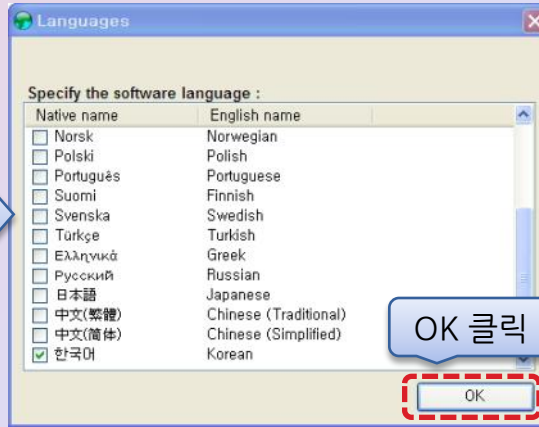 Languages
Specify the software language :
Native name English name
Norsk Norwegian
Polski Polish
Português Portuguese
Suomi Finnish
Svenska Swedish
Türkçe Turkish
Ελληνικά Greek
Русский Russian
日本語 Japanese
中文(繁體) Chinese (Traditional)
中文(简体) Chinese (Simplified)
한국어 Korean
OK 클릭
OK